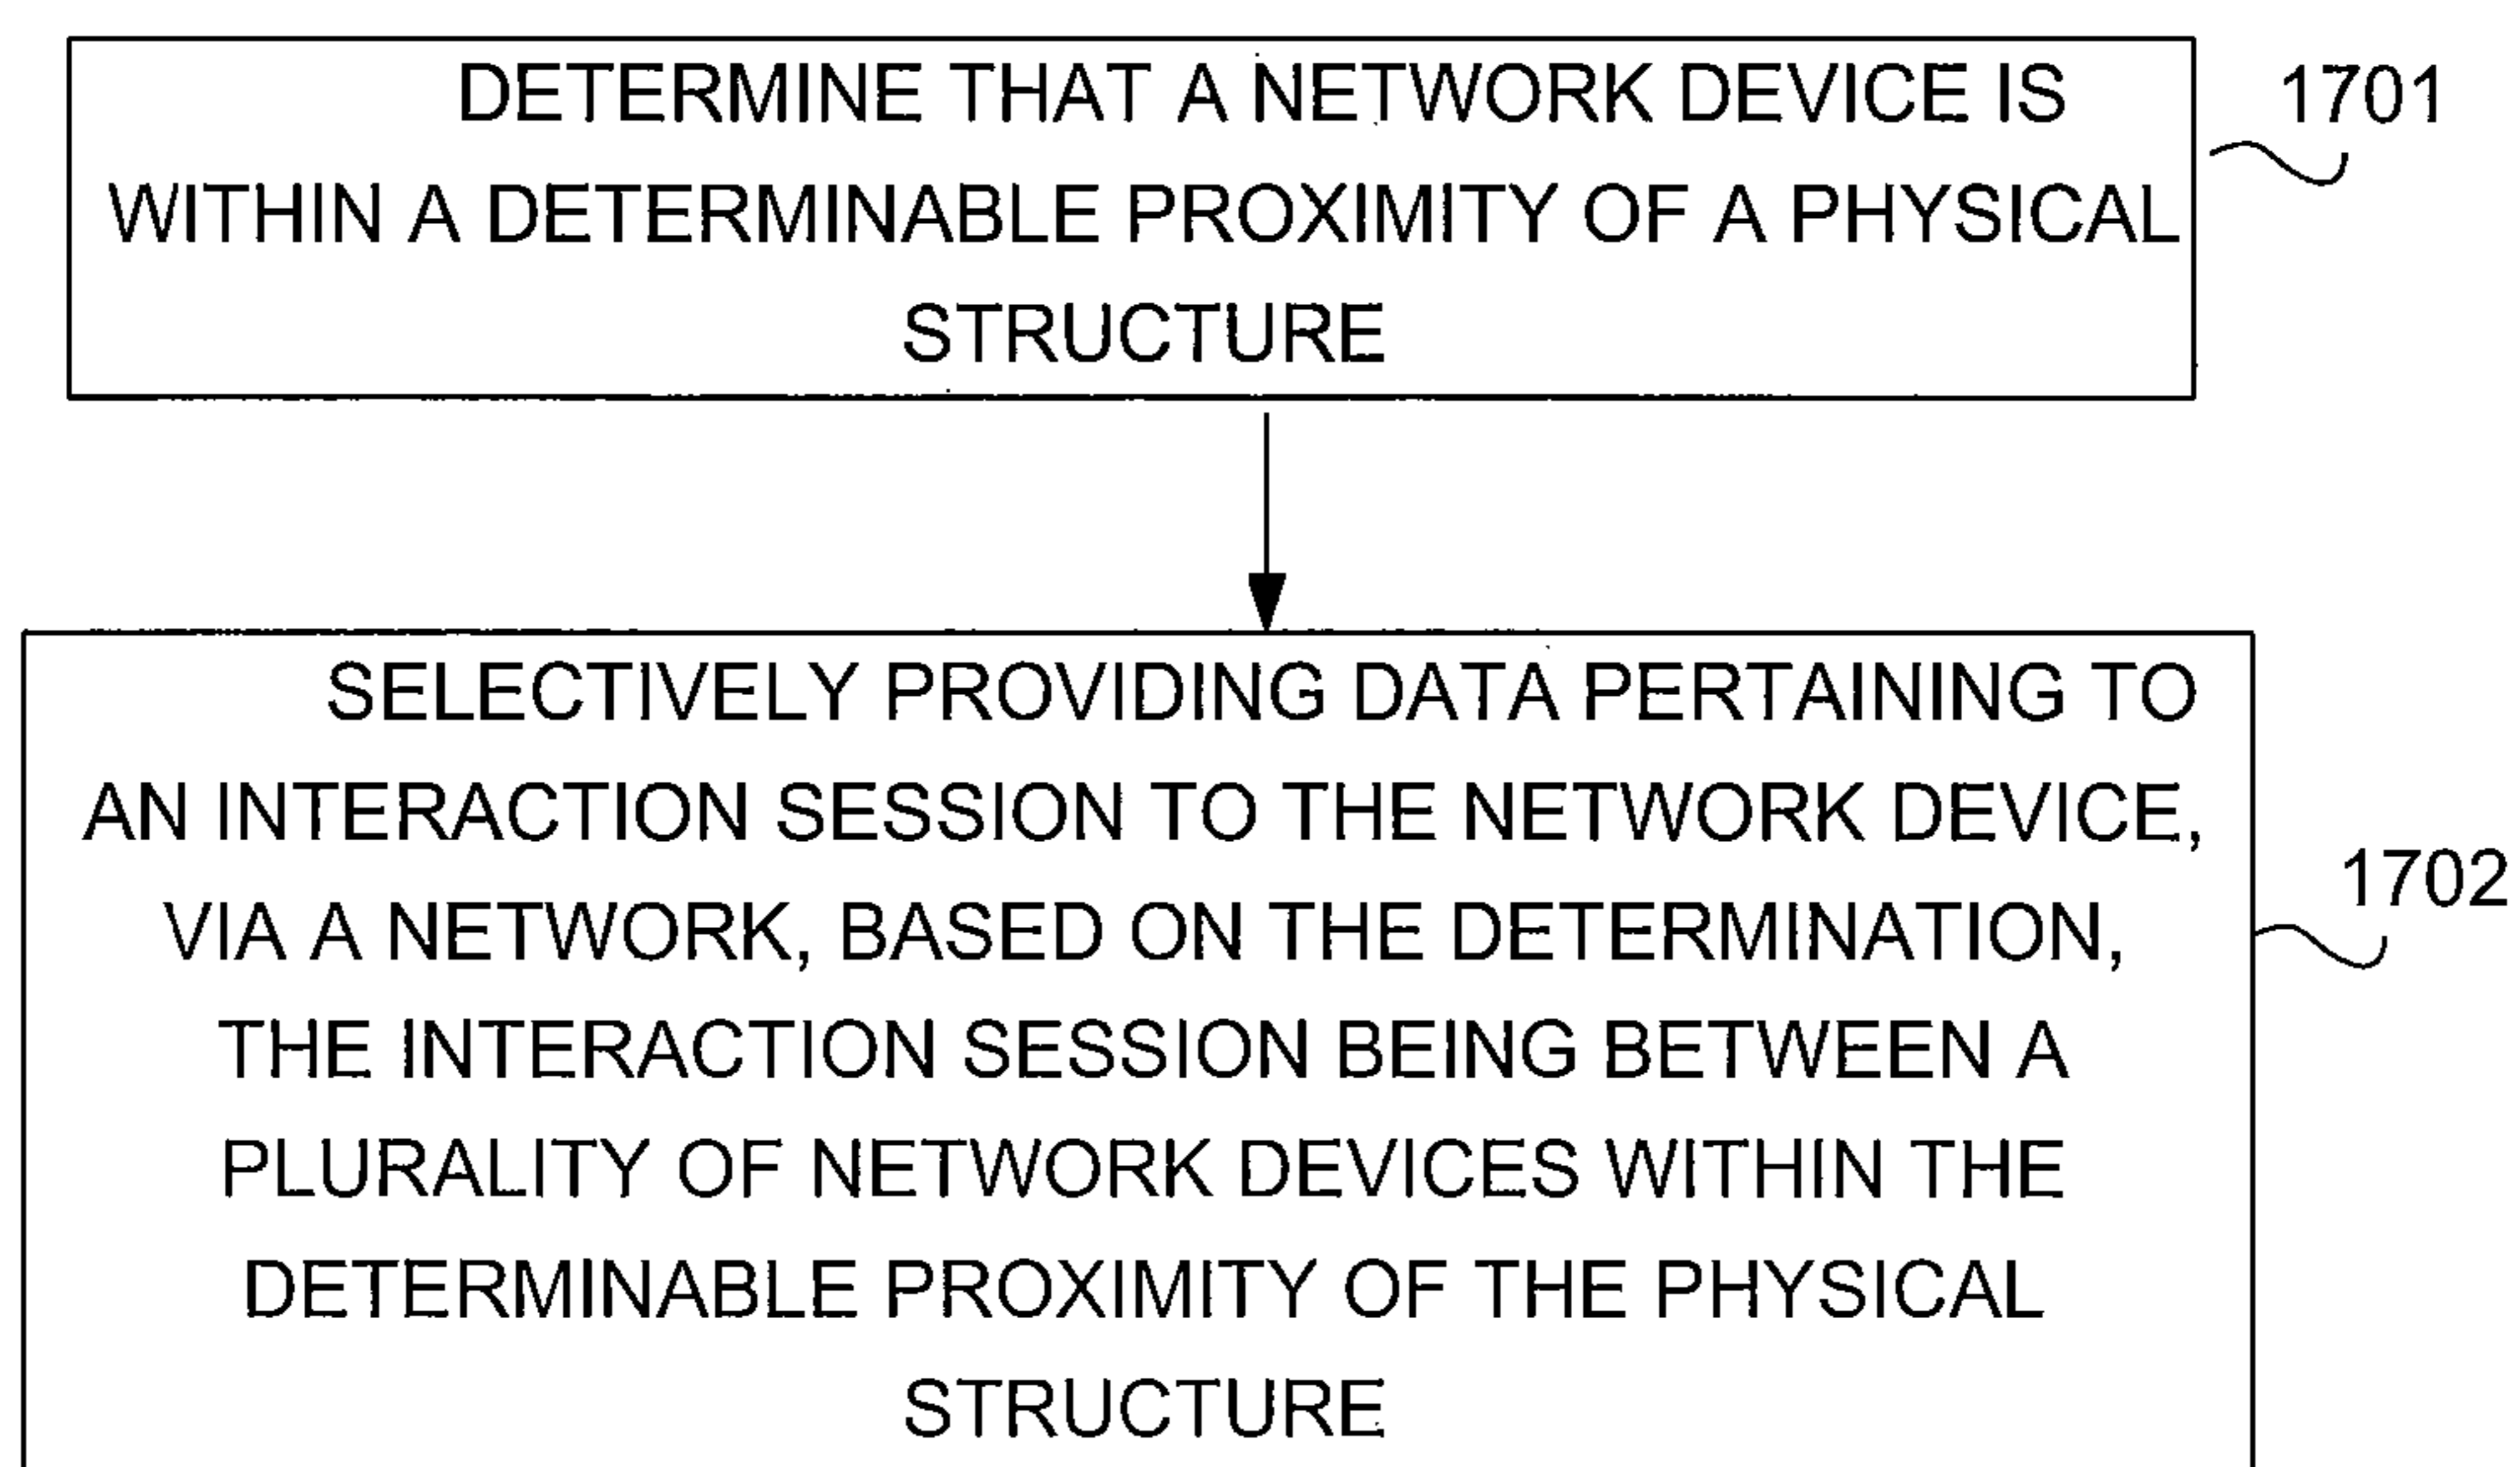 DETERMINE THAT A NETWORK DEVICE IS
1701
WITHIN A DETERMINABLE PROXIMITY OF A PHYSICAL
STRUCTURE
SELECTIVELY PROVIDING DATA PERTAINING TO
AN INTERACTION SESSION TO THE NETWORK DEVICE,
1702
VIA A NETWORK, BASED ON THE DETERMINATION,
THE INTERACTION SESSION BEING BETWEEN A
PLURALITY OF NETWORK DEVICES WITHIN THE
DETERMINABLE PROXIMITY OF THE PHYSICAL
STRUCTURE